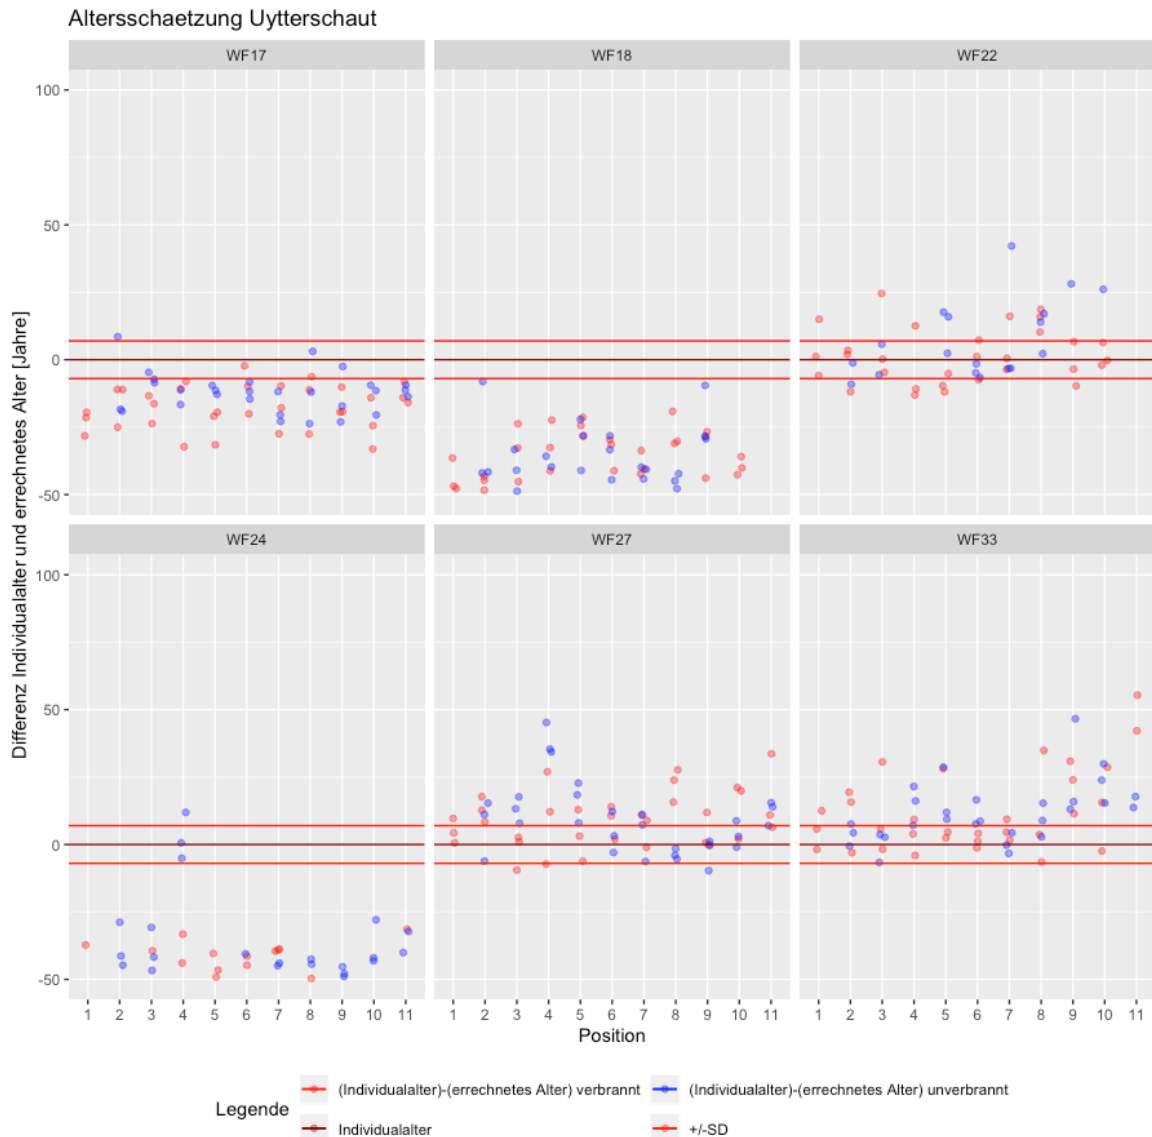 Altersschaetzung Uytterschaut
WF17 WF18 WF22
100
50
0
-50
WF24 WF27 WF33
100
50
0
-50
Differenz Individualalter und errechnetes Alter [Jahre]
1 2 3 4 5 6 7 8 9 10 11 1 2 3 4 5 6 7 8 9 10 11 1 2 3 4 5 6 7 8 9 10 11
Position
Legende
(Individualalter)-(errechnetes Alter) verbrannt (Individualalter)-(errechnetes Alter) unverbrannt
Individualalter +/-SD